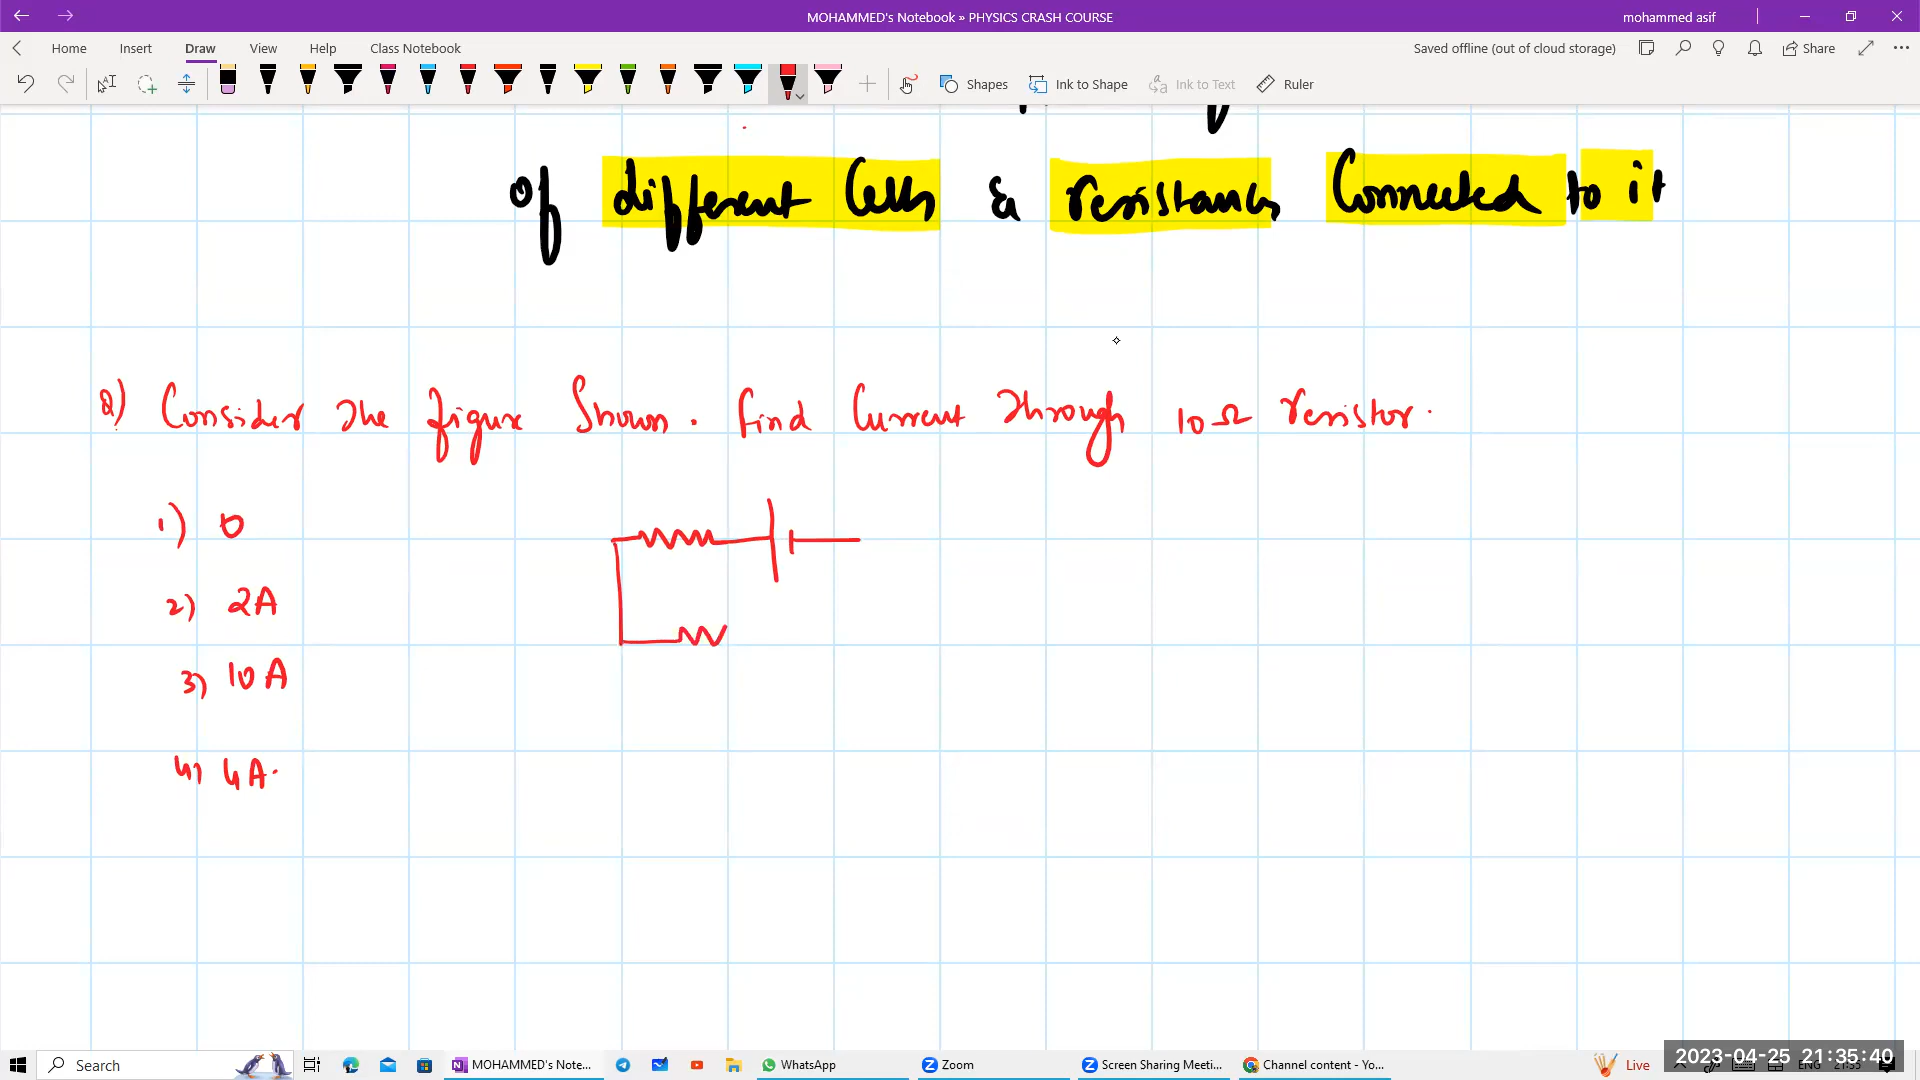 MOHAMMED's Notebook » PHYSICS CRASH COURSE
mohammed asif
Home Insert Draw View Help Class Notebook
Saved offline (out of cloud storage)
Share
Shapes
Ink to Shape
Ink to Text
Ruler
of different Cells & resistances Connected to it
Q) Consider the figure Shown. Find Current through 10Ω resistor.
1) 0
2) 2A
3) 10 A
4) 4A.
Search
MOHAMMED's Note...
WhatsApp
Zoom
Screen Sharing Meeti...
Channel content - Yo...
Live
ENG
2023-04-25 21:35:40